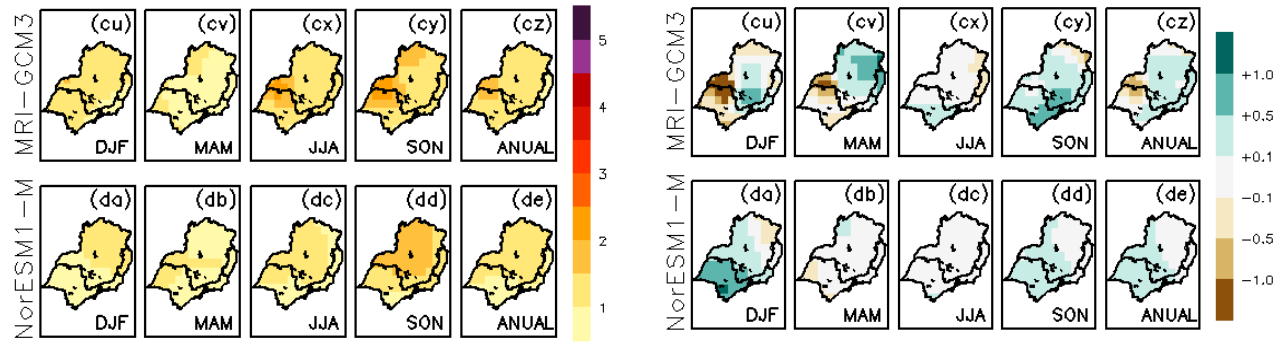 MRI-GCM3
(cu) (cv) (cx) (cy) (cz)
DJF MAM JJA SON ANUAL
NorESM1-M
(da) (db) (dc) (dd) (de)
DJF MAM JJA SON ANUAL
5
4
3
2
1
MRI-GCM3
(cu) (cv) (cx) (cy) (cz)
DJF MAM JJA SON ANUAL
NorESM1-M
(da) (db) (dc) (dd) (de)
DJF MAM JJA SON ANUAL
+1.0
+0.5
+0.1
-0.1
-0.5
-1.0